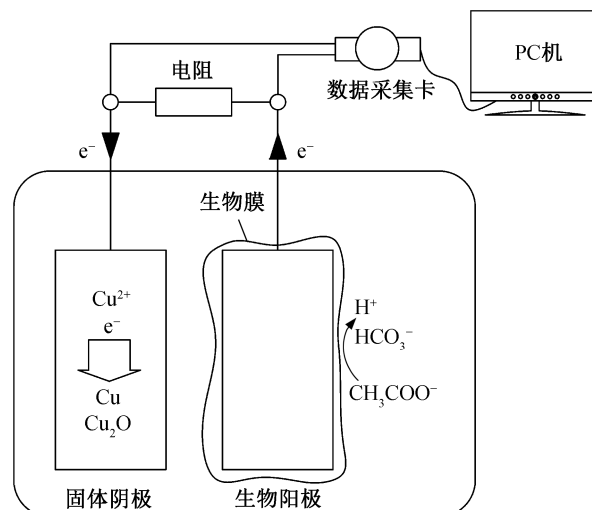 PC机
数据采集卡
电阻
e⁻
e⁻
生物膜
Cu²⁺
e⁻
Cu
Cu₂O
H⁺
HCO₃⁻
CH₃COO⁻
固体阴极
生物阳极